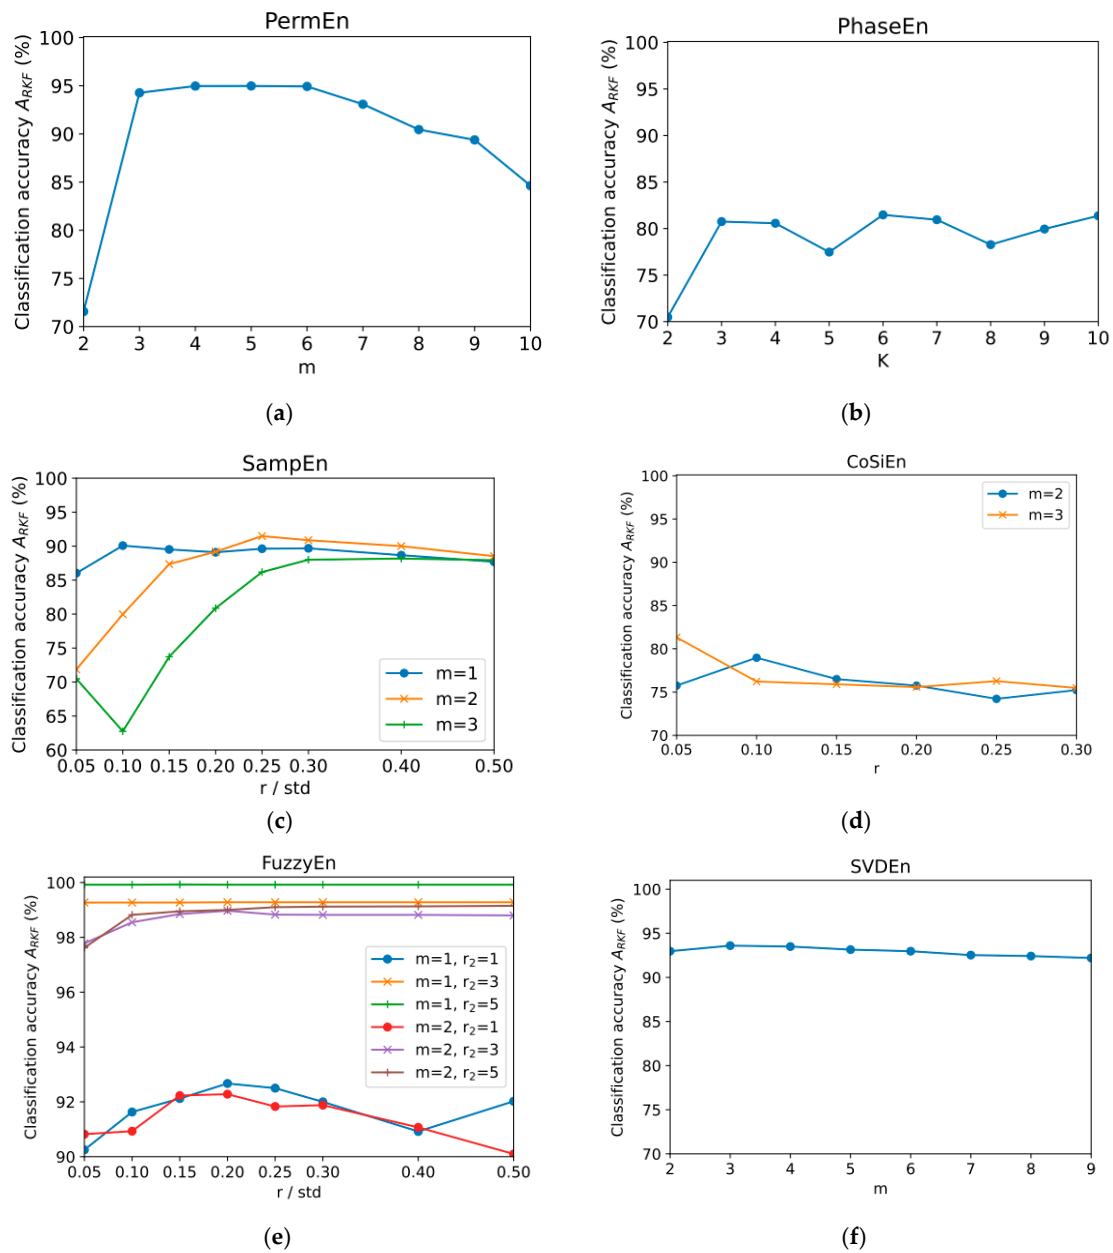 PermEn
Classification accuracy A_RKF (%)
100
95
90
85
80
75
70
2 3 4 5 6 7 8 9 10
m
(a)
PhaseEn
Classification accuracy A_RKF (%)
100
95
90
85
80
75
70
2 3 4 5 6 7 8 9 10
K
(b)
SampEn
Classification accuracy A_RKF (%)
100
95
90
85
80
75
70
65
60
m=1
m=2
m=3
0.05 0.10 0.15 0.20 0.25 0.30 0.40 0.50
r / std
(c)
CoSiEn
Classification accuracy A_RKF (%)
100
95
90
85
80
75
70
m=2
m=3
0.05 0.10 0.15 0.20 0.25 0.30
r
(d)
FuzzyEn
Classification accuracy A_RKF (%)
100
98
96
94
92
90
m=1, r₂=1
m=1, r₂=3
m=1, r₂=5
m=2, r₂=1
m=2, r₂=3
m=2, r₂=5
0.05 0.10 0.15 0.20 0.25 0.30 0.40 0.50
r / std
(e)
SVDEn
Classification accuracy A_RKF (%)
100
95
90
85
80
75
70
2 3 4 5 6 7 8 9
m
(f)